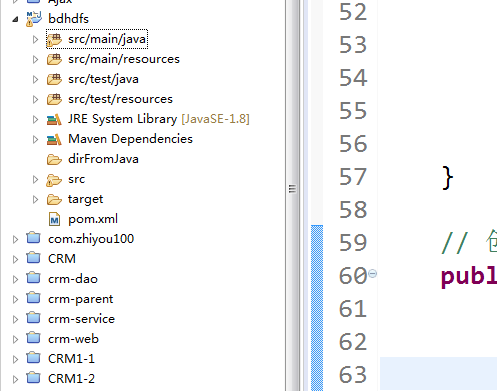 Ajax
bdhdfs
src/main/java
src/main/resources
src/test/java
src/test/resources
JRE System Library [JavaSE-1.8]
Maven Dependencies
dirFromJava
src
target
pom.xml
com.zhiyou100
CRM
crm-dao
crm-parent
crm-service
crm-web
CRM1-1
CRM1-2
52
53
54
55
56
57 }
58
59 //
60 publ
61
62
63